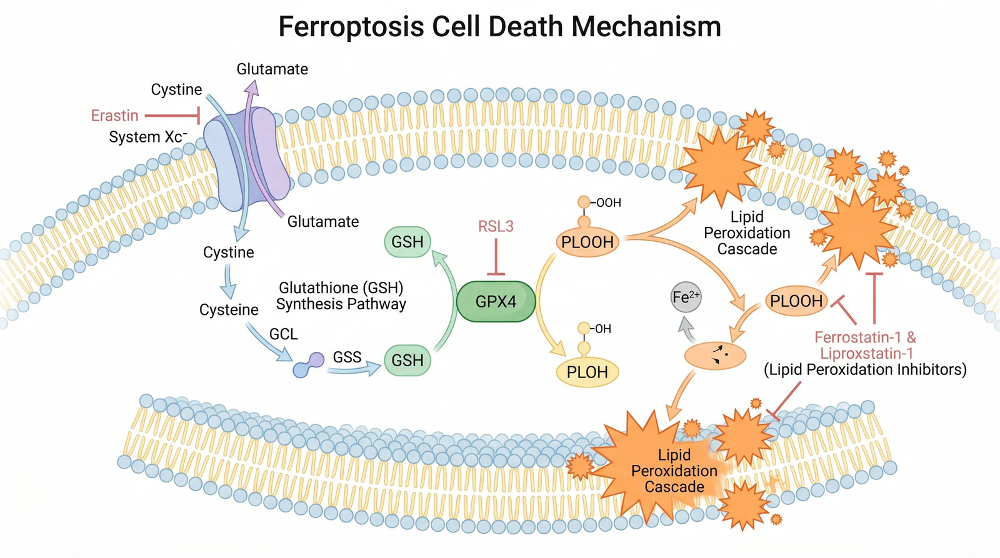 Ferroptosis Cell Death Mechanism
Glutamate
Cystine
Erastin
System Xc⁻
Glutamate
Cystine
Cysteine
Glutathione (GSH)
Synthesis Pathway
GCL
GSS
GSH
GSH
RSL3
GPX4
-OOH
PLOOH
-OH
PLOH
Lipid
Peroxidation
Cascade
Fe²⁺
PLOOH
Ferrostatin-1 &
Liproxstatin-1
(Lipid Peroxidation Inhibitors)
Lipid
Peroxidation
Cascade